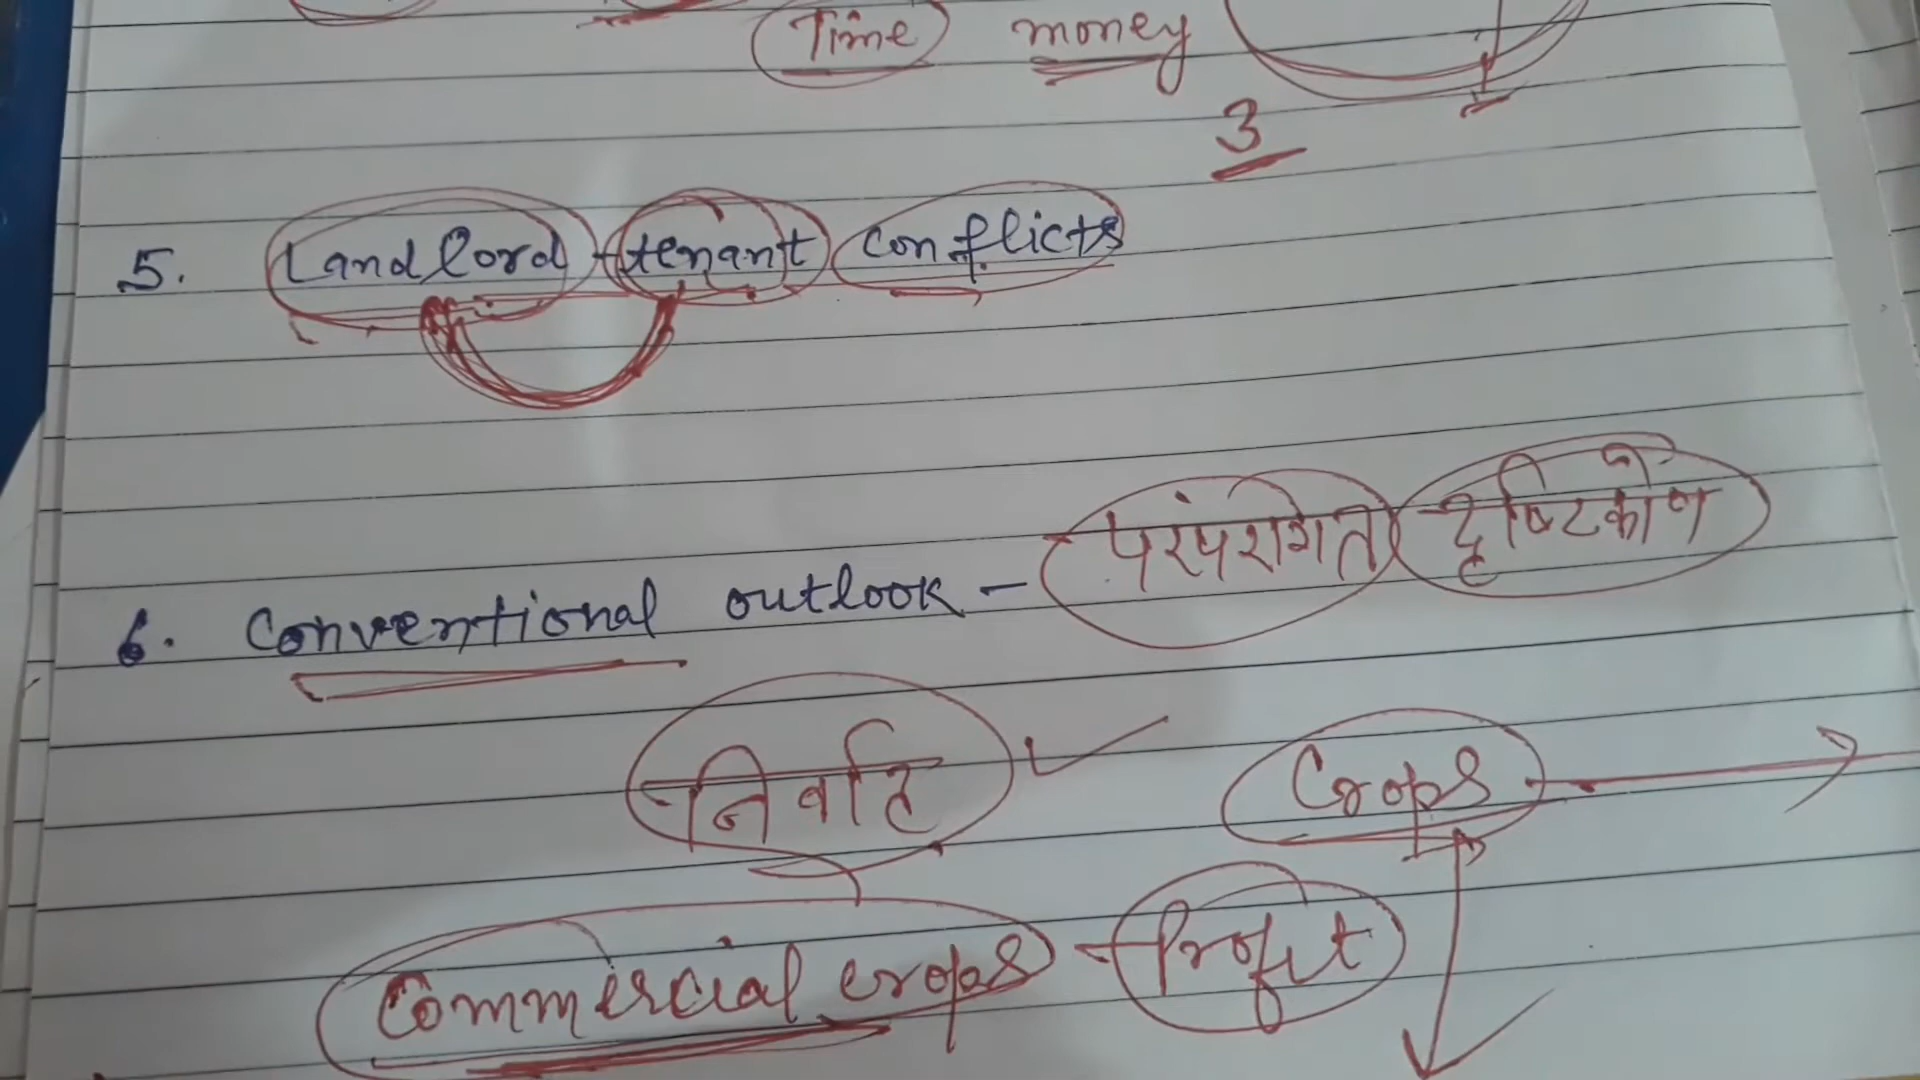 Time money
3
5. Landlord - tenant conflicts
6. Conventional outlook - परंपरागत दृष्टिकोण
निर्वाह Crops
Commercial crops - Profit